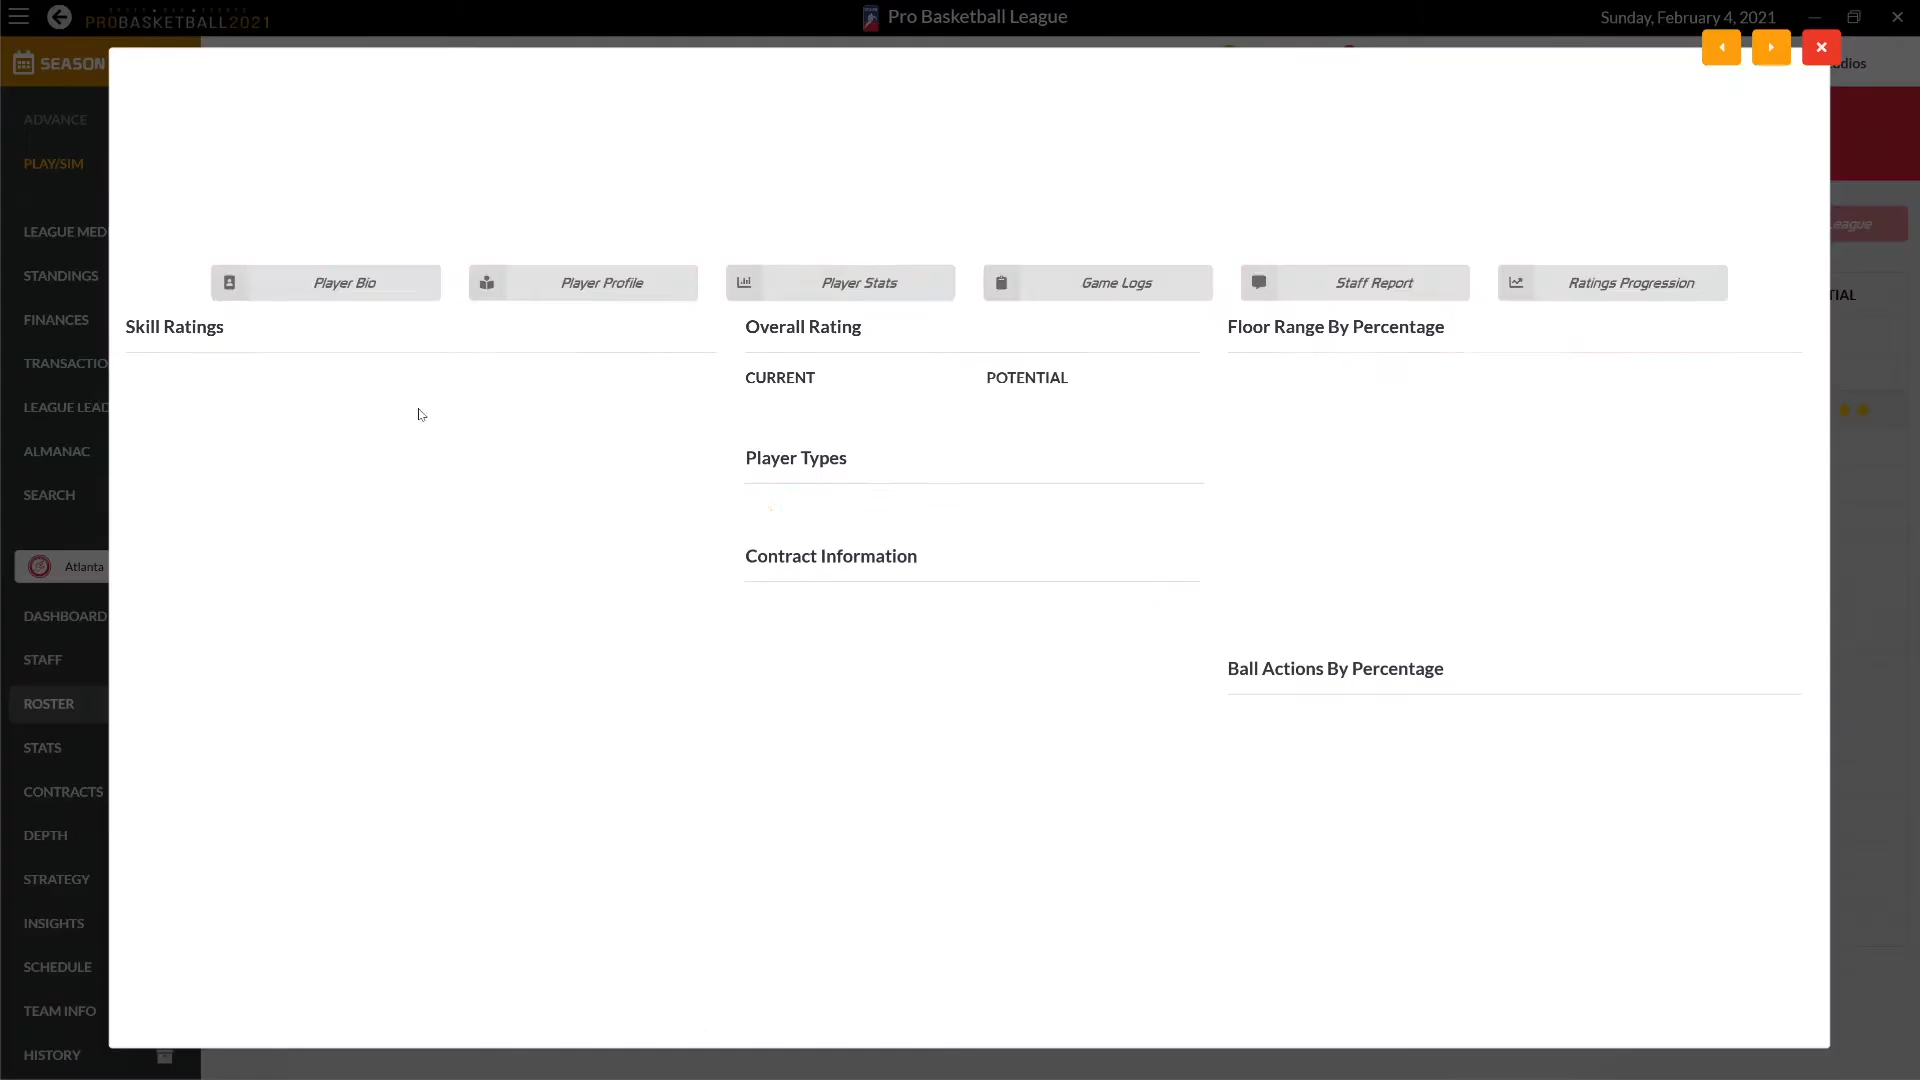 PROBASKETBALL2021
Pro Basketball League
Sunday, February 4, 2021
SEASON
ADVANCE
PLAY/SIM
LEAGUE MED
STANDINGS
FINANCES
TRANSACTIO
LEAGUE LEAD
ALMANAC
SEARCH
Atlanta
DASHBOARD
STAFF
ROSTER
STATS
CONTRACTS
DEPTH
STRATEGY
INSIGHTS
SCHEDULE
TEAM INFO
HISTORY
Player Bio
Player Profile
Player Stats
Game Logs
Staff Report
Ratings Progression
Skill Ratings
Overall Rating
CURRENT
POTENTIAL
Player Types
Contract Information
Floor Range By Percentage
Ball Actions By Percentage
dios
eague
TIAL